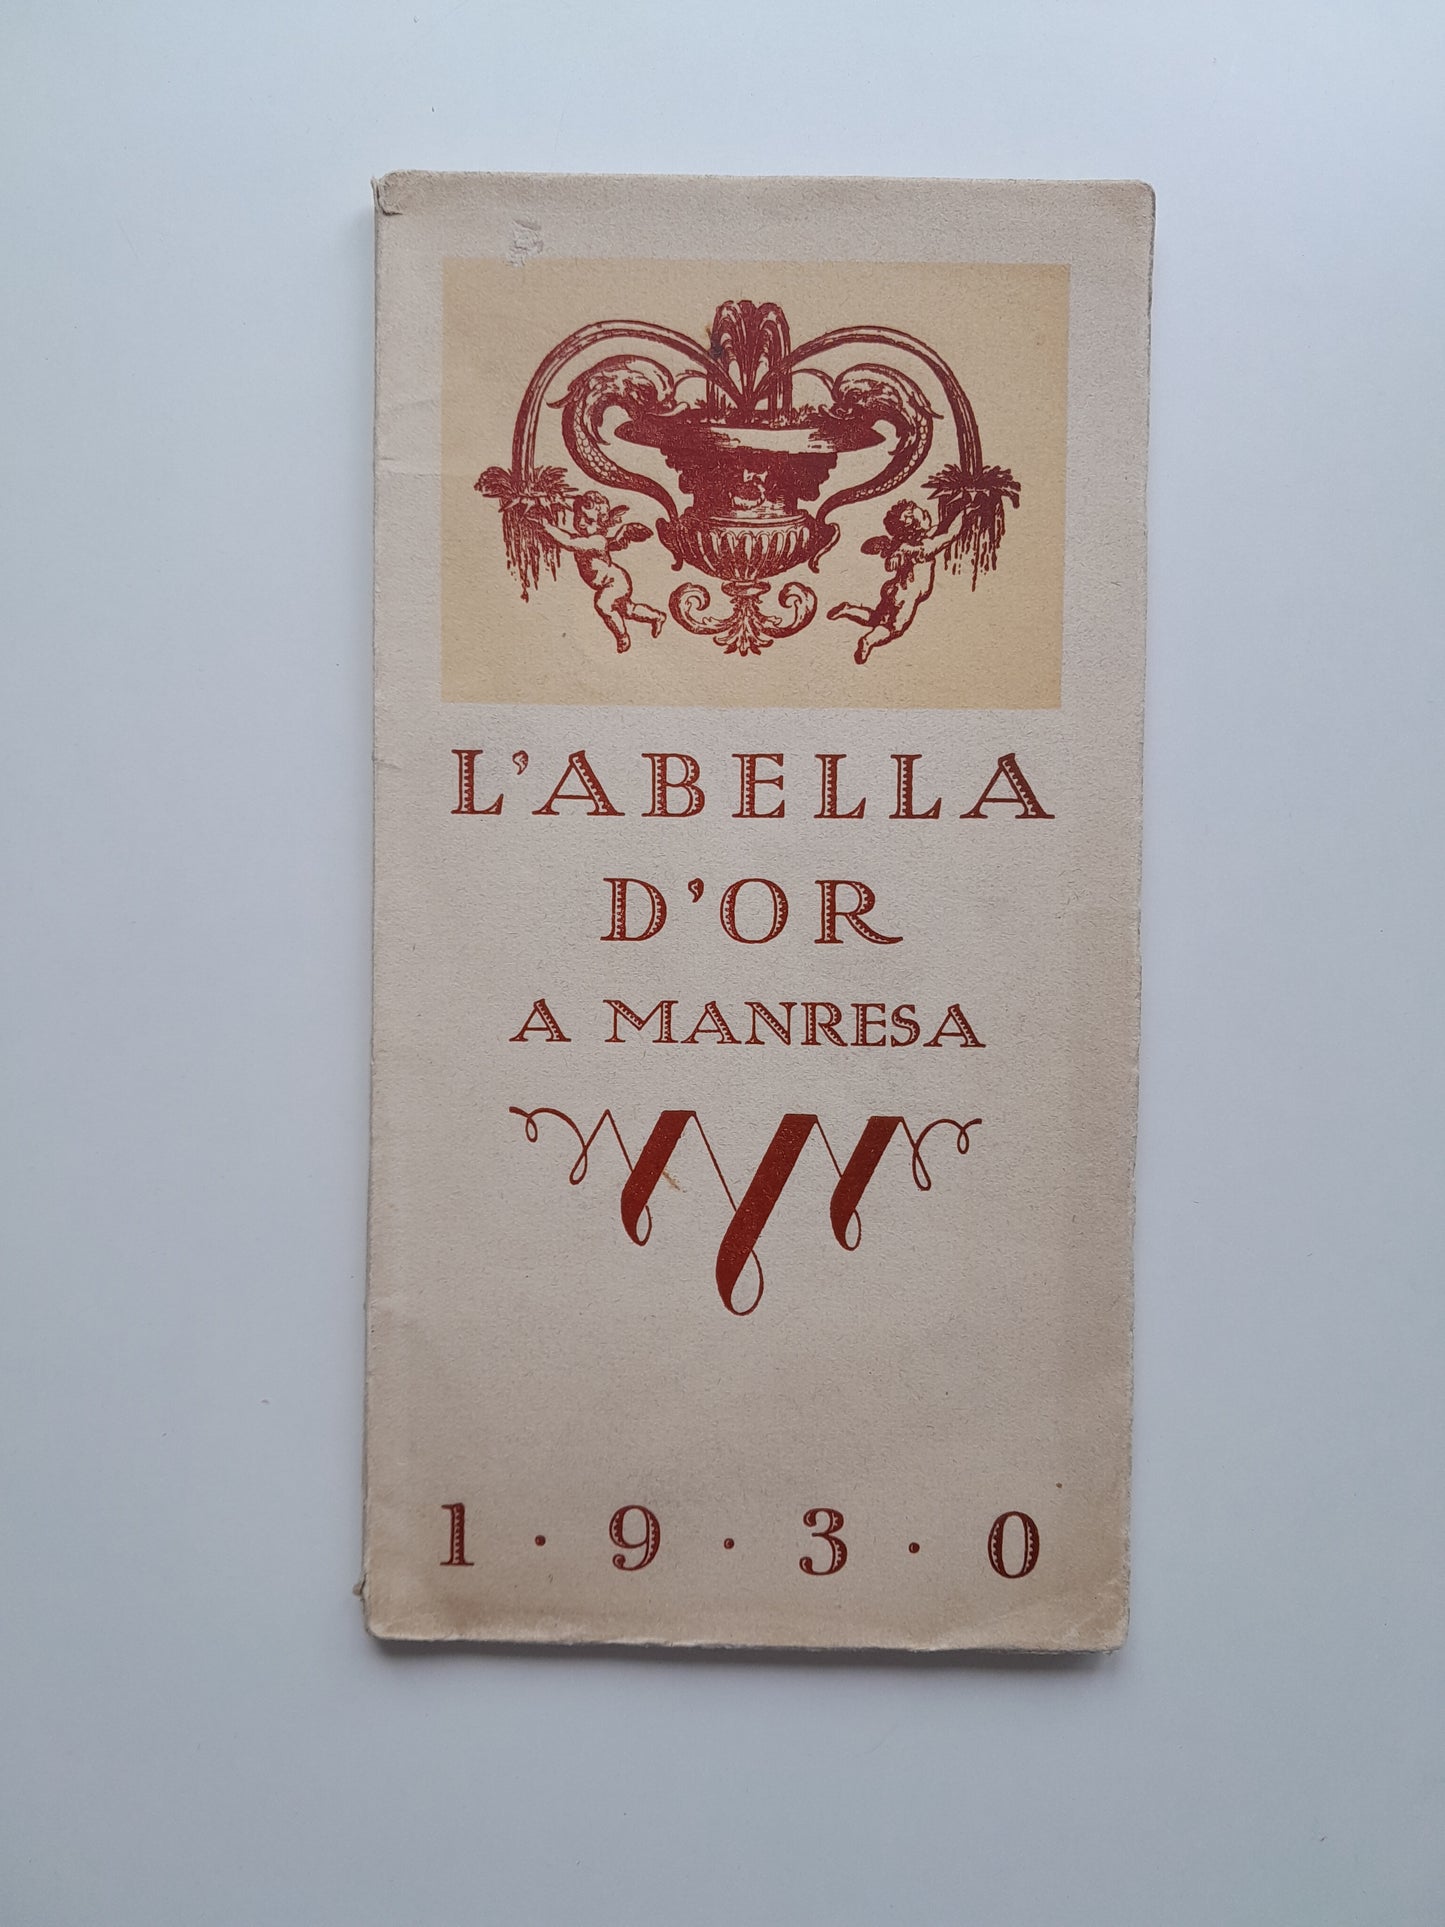 L'ABELLA
D'OR
A MANRESA
1·9·3·0